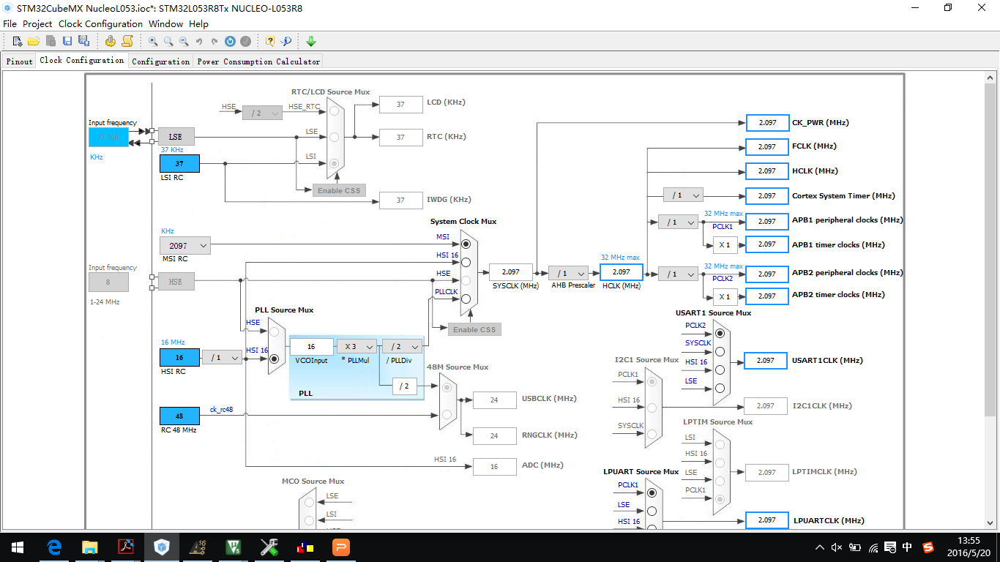 STM32CubeMX NucleoL053.ioc*: STM32L053R8Tx NUCLEO-L053R8
File Project Clock Configuration Window Help
Pinout Clock Configuration Configuration Power Consumption Calculator
RTC/LCD Source Mux
HSE / 2 HSE_RTC 37 LCD (KHz)
Input frequency
32.768 LSE LSE 37 RTC (KHz)
KHz
37 KHz
37 LSI
LSI RC
Enable CSS
37 IWDG (KHz)
2.097 CK_PWR (MHz)
2.097 FCLK (MHz)
2.097 HCLK (MHz)
/ 1 2.097 Cortex System Timer (MHz)
32 MHz max
/ 1 PCLK1 2.097 APB1 peripheral clocks (MHz)
X 1 2.097 APB1 timer clocks (MHz)
System Clock Mux
KHz
2097 MSI
MSI RC
HSI 16
Input frequency
8 HSE HSE
1-24 MHz
PLLCLK
2.097 / 1 2.097
SYSCLK (MHz) AHB Prescaler HCLK (MHz)
32 MHz max
32 MHz max
/ 1 PCLK2 2.097 APB2 peripheral clocks (MHz)
X 1 2.097 APB2 timer clocks (MHz)
Enable CSS
PLL Source Mux
HSE
16 MHz
HSI 16
16 / 1
HSI RC
16 X 3 / 2
VCOInput * PLLMul / PLLDiv
/ 2
PLL
48M Source Mux
24 USBCLK (MHz)
48 ck_rc48
RC 48 MHz
24 RNGCLK (MHz)
HSI 16 16 ADC (MHz)
USART1 Source Mux
PCLK2
SYSCLK
HSI 16
LSE
2.097 USART1CLK (MHz)
I2C1 Source Mux
PCLK1
HSI 16
SYSCLK
2.097 I2C1CLK (MHz)
LPTIM Source Mux
LSI
HSI 16
LSE
PCLK1
2.097 LPTIMCLK (MHz)
LPUART Source Mux
PCLK1
LSE
HSI 16
2.097 LPUARTCLK (MHz)
MCO Source Mux
LSE
LSI
中
13:55
2016/5/20